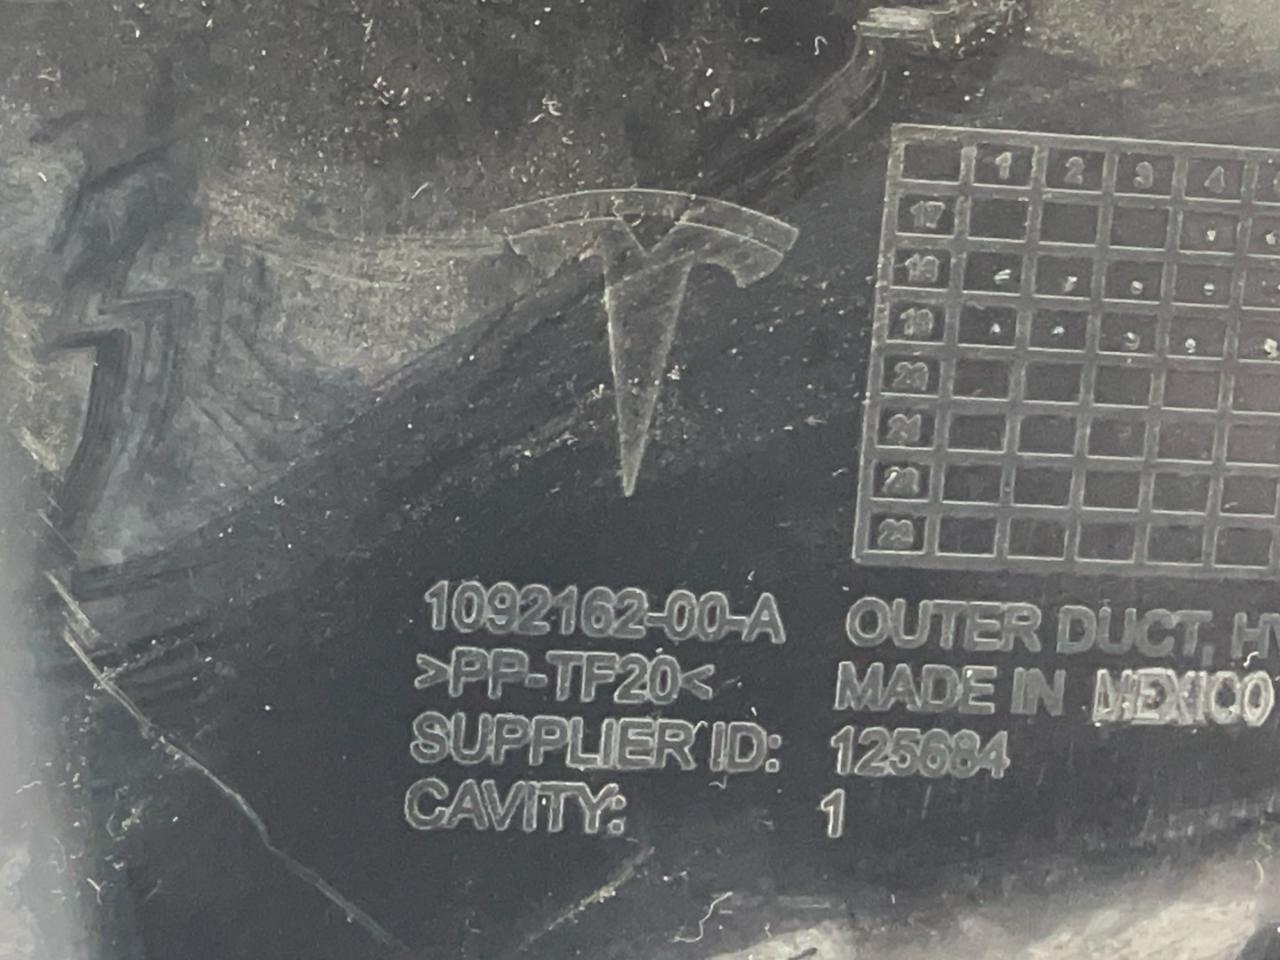 1 2 3 4
17
18
19
20
21
22
23
1092162-00-A OUTER DUCT, HV
>PP-TF20< MADE IN MEXICO
SUPPLIER ID: 125684
CAVITY: 1